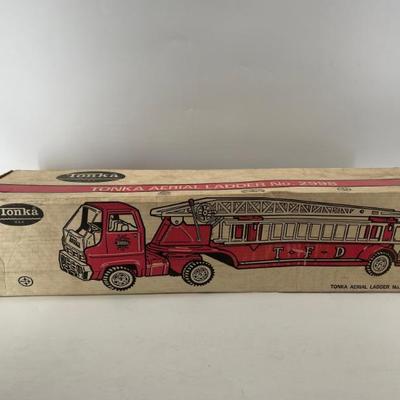 Tonka
TONKA AERIAL LADDER No. 2998
Tonka
T·F·D
TONKA AERIAL LADDER No.